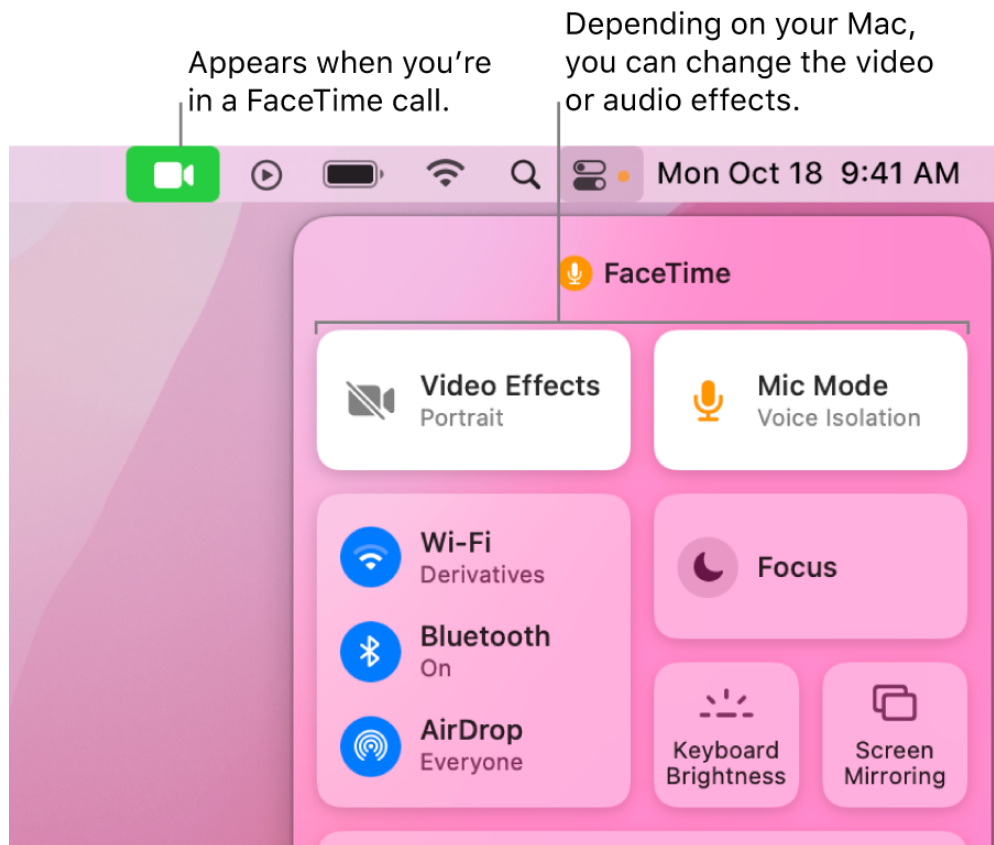 Appears when you’re
in a FaceTime call.
Depending on your Mac,
you can change the video
or audio effects.
Mon Oct 18 9:41 AM
FaceTime
Video Effects
Portrait
Mic Mode
Voice Isolation
Wi-Fi
Derivatives
Bluetooth
On
AirDrop
Everyone
Focus
Keyboard
Brightness
Screen
Mirroring